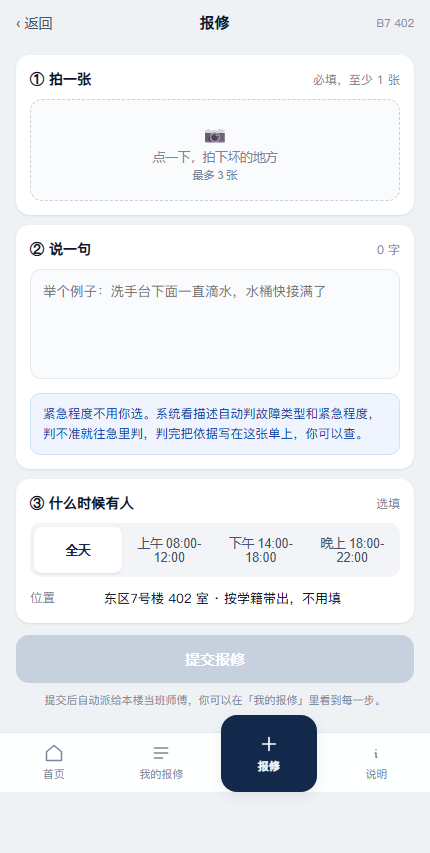 ‹ 返回
报修
B7 402
① 拍一张
必填，至少 1 张
点一下，拍下坏的地方
最多 3 张
② 说一句
0 字
举个例子：洗手台下面一直滴水，水桶快接满了
紧急程度不用你选。系统看描述自动判故障类型和紧急程度，
判不准就往急里判，判完把依据写在这张单上，你可以查。
③ 什么时候有人
选填
全天
上午 08:00-
12:00
下午 14:00-
18:00
晚上 18:00-
22:00
位置
东区7号楼 402 室 · 按学籍带出，不用填
提交报修
提交后自动派给本楼当班师傅，你可以在「我的报修」里看到每一步。
首页
我的报修
报修
说明